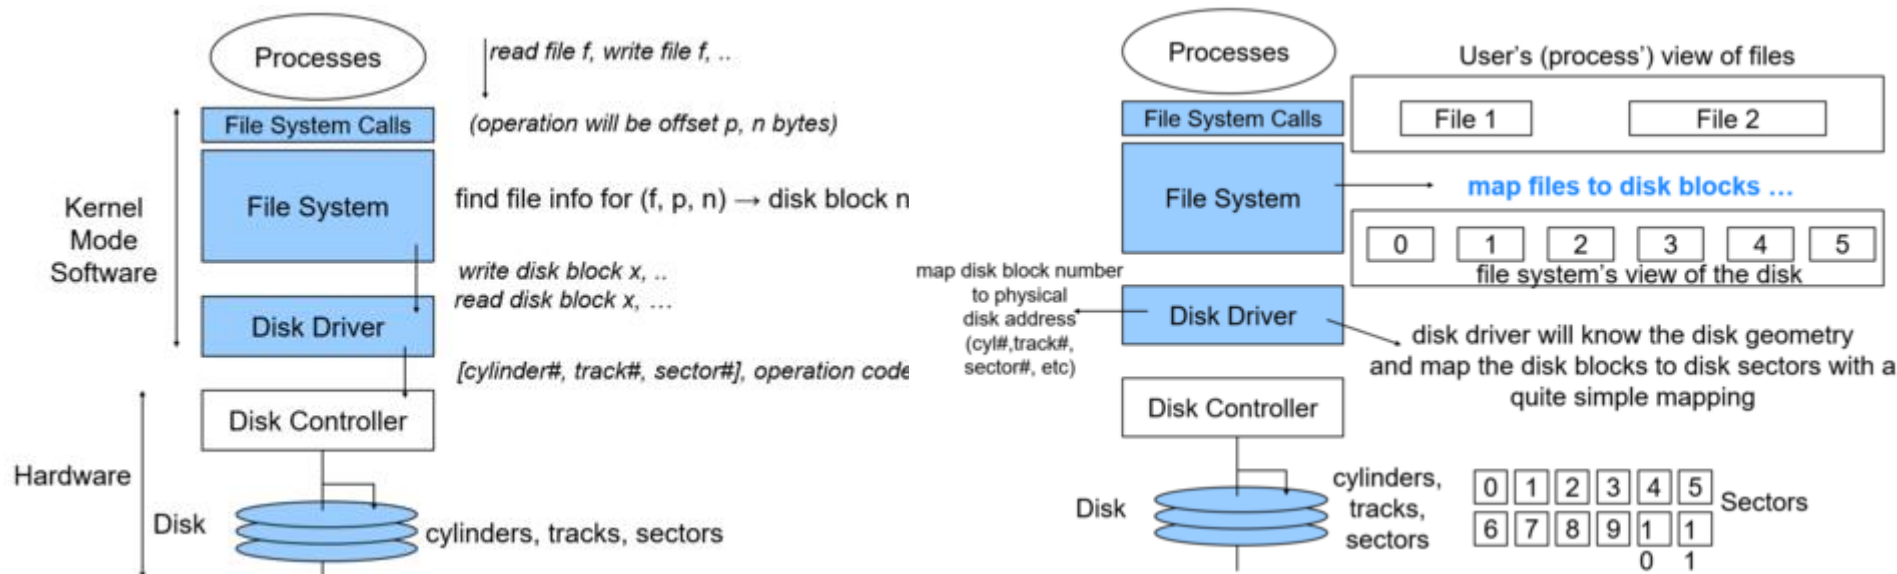 Processes
read file f, write file f, ..
File System Calls
(operation will be offset p, n bytes)
Kernel
Mode
Software
File System
find file info for (f, p, n) → disk block n
write disk block x, ..
read disk block x, …
Disk Driver
[cylinder#, track#, sector#], operation code
Disk Controller
Hardware
Disk
cylinders, tracks, sectors
Processes
User's (process') view of files
File System Calls
File 1
File 2
File System
map files to disk blocks …
0 1 2 3 4 5
file system's view of the disk
map disk block number
to physical
disk address
(cyl#,track#,
sector#, etc)
Disk Driver
disk driver will know the disk geometry
and map the disk blocks to disk sectors with a
quite simple mapping
Disk Controller
Disk
cylinders,
tracks,
sectors
0 1 2 3 4 5
Sectors
6 7 8 9 1 1
0 1